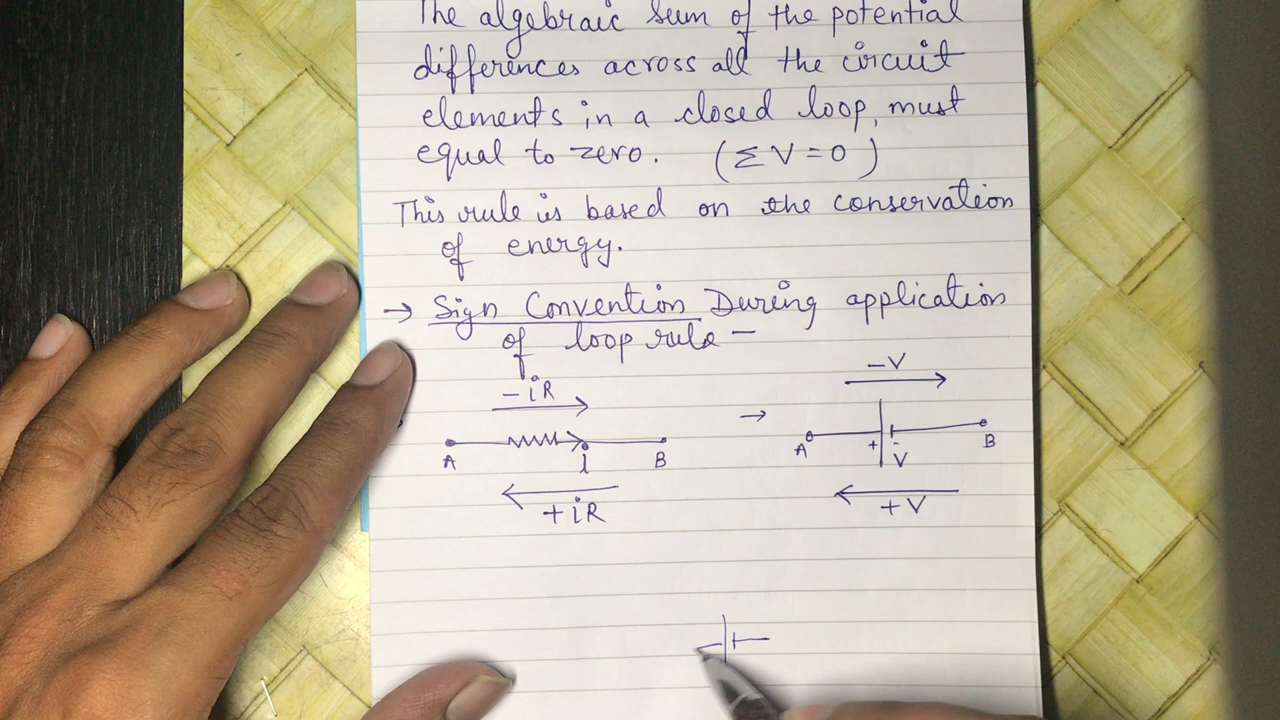 The algebraic sum of the potential
differences across all the circuit
elements in a closed loop, must
equal to zero. (ΣV=0)
This rule is based on the conservation
of energy.
→ Sign Convention During application
of loop rule –
-iR
A i B
+iR
→ -V
A + - B
V
+V